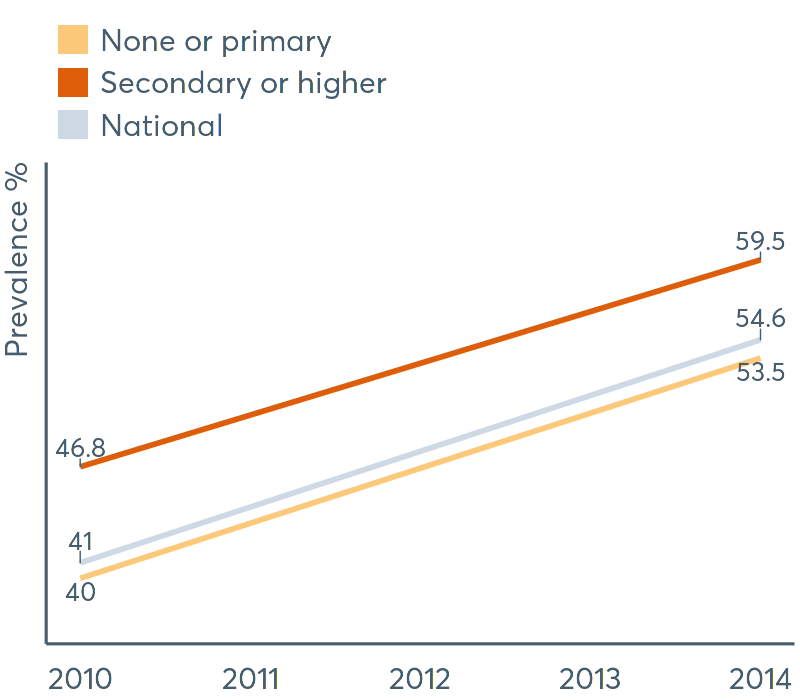 None or primary
Secondary or higher
National
Prevalence %
59.5
54.6
53.5
46.8
41
40
2010 2011 2012 2013 2014